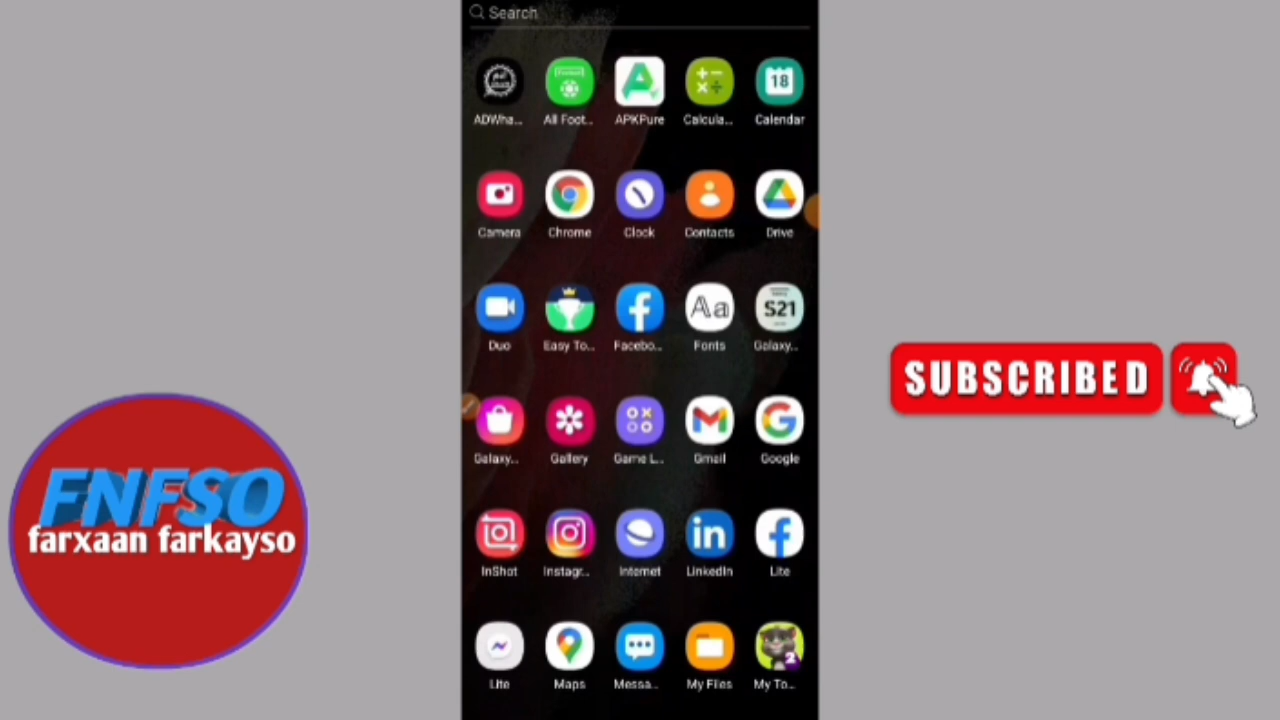 Search
ADWha...
All Foot...
APKPure
Calcula...
18
Calendar
Camera
Chrome
Clock
Contacts
Drive
Duo
Easy To...
Facebo...
Aa
Fonts
S21
Galaxy...
Galaxy...
Gallery
Game L...
Gmail
Google
InShot
Instagr...
Internet
in
LinkedIn
Lite
Lite
Maps
Messa...
My Files
2
My To...
FNFSO
farxaan farkayso
SUBSCRIBED